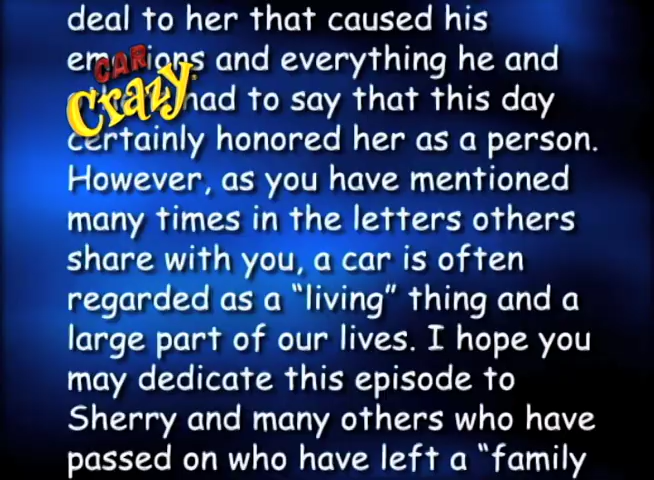 deal to her that caused his
CAR
Crazy
and everything he and
had to say that this day
certainly honored her as a person.
However, as you have mentioned
many times in the letters others
share with you, a car is often
regarded as a “living” thing and a
large part of our lives. I hope you
may dedicate this episode to
Sherry and many others who have
passed on who have left a “family